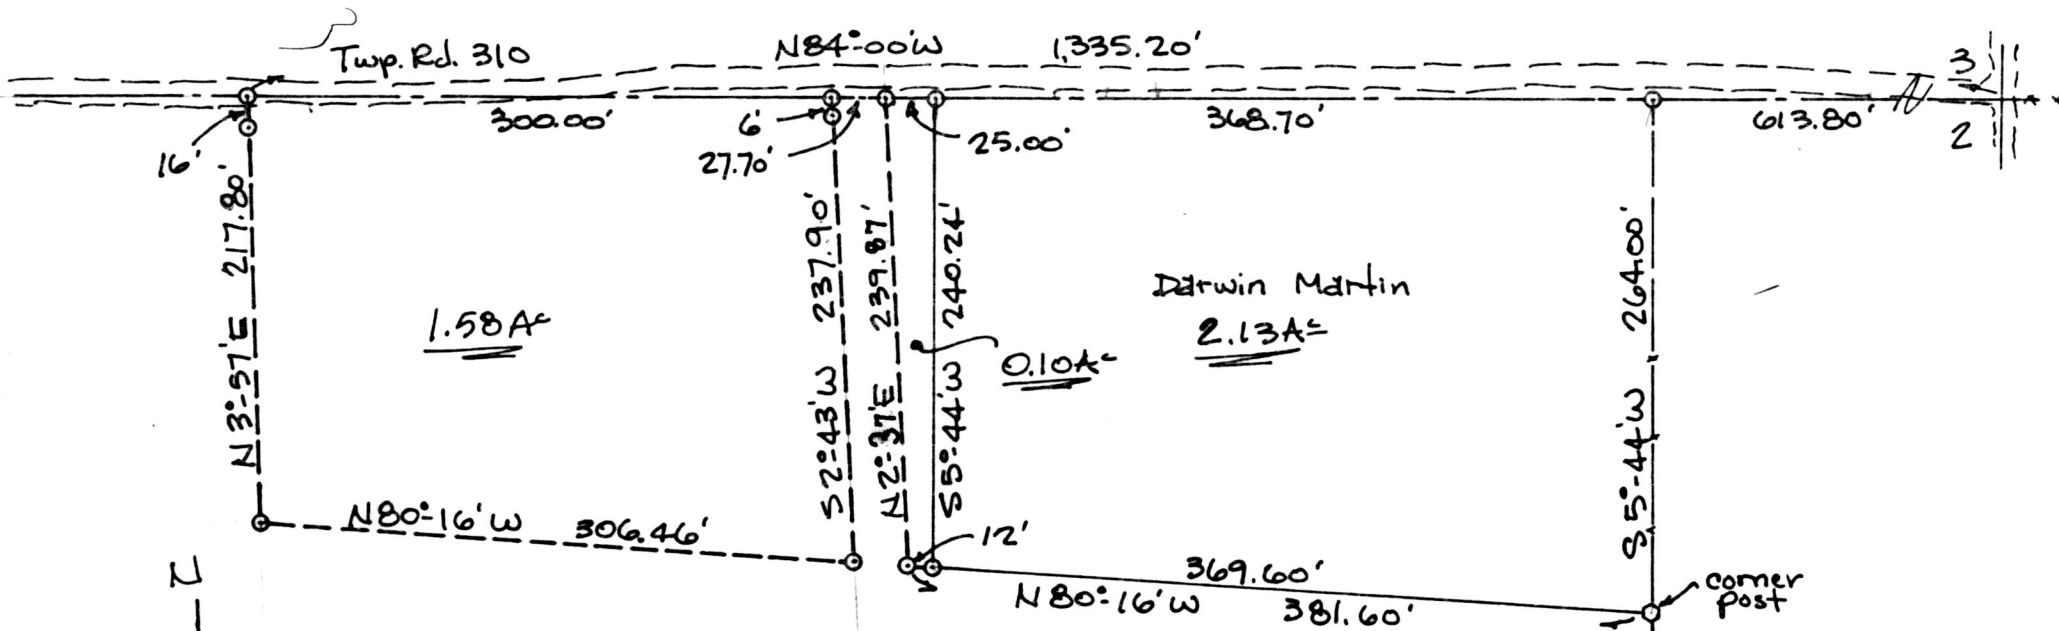 Twp. Rd. 310
N84°-00'W 1,335.20'
3
2
300.00'
6'
27.70'
25.00'
368.70'
613.80'
16'
N3°-37'E 217.80'
1.58Ac
S2°-43'W 237.90'
N2°-37'E 239.87'
S5°-44'W 240.24'
0.10Ac
Darwin Martin
2.13Ac
S5°-44'W 264.00'
N80°-16'W 306.46'
12'
369.60'
N80°-16'W 381.60'
corner
post
N